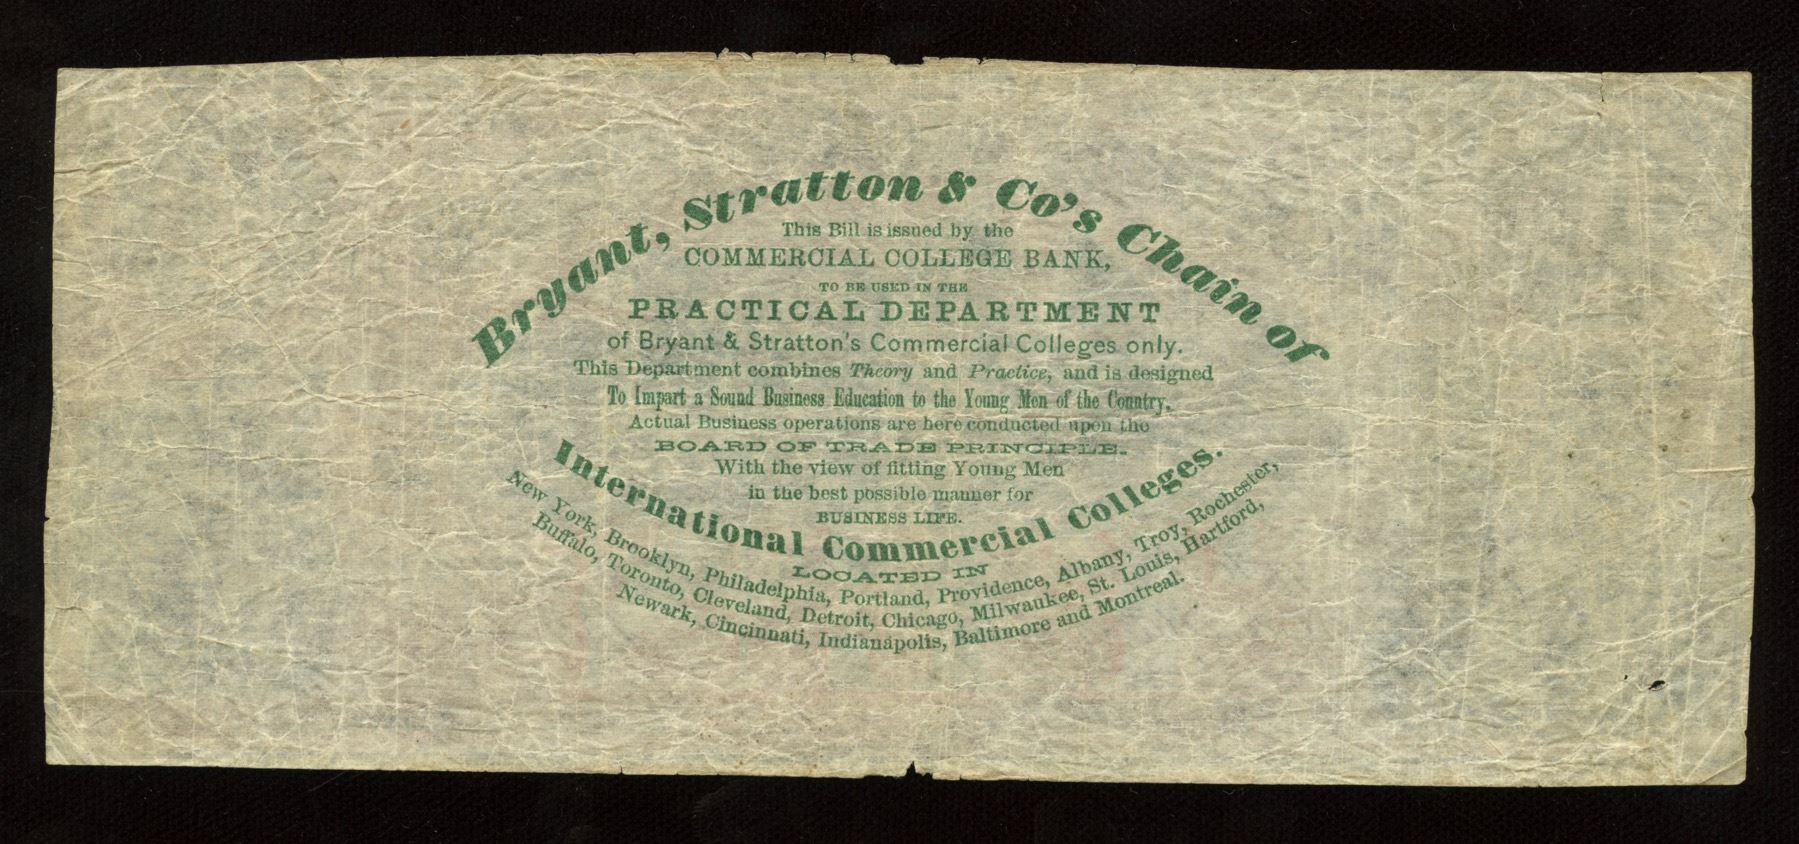 Bryant, Stratton & Co's Chain of
This Bill is issued by the
COMMERCIAL COLLEGE BANK,
TO BE USED IN THE
PRACTICAL DEPARTMENT
of Bryant & Stratton's Commercial Colleges only.
This Department combines Theory and Practice, and is designed
To Impart a Sound Business Education to the Young Men of the Country.
Actual Business operations are here conducted upon the
BOARD OF TRADE PRINCIPLE.
With the view of fitting Young Men
in the best possible manner for
BUSINESS LIFE.
International Commercial Colleges.
LOCATED IN
New York, Brooklyn, Philadelphia, Portland, Providence, Albany, Troy, Rochester,
Buffalo, Toronto, Cleveland, Detroit, Chicago, Milwaukee, St. Louis, Hartford,
Newark, Cincinnati, Indianapolis, Baltimore and Montreal.